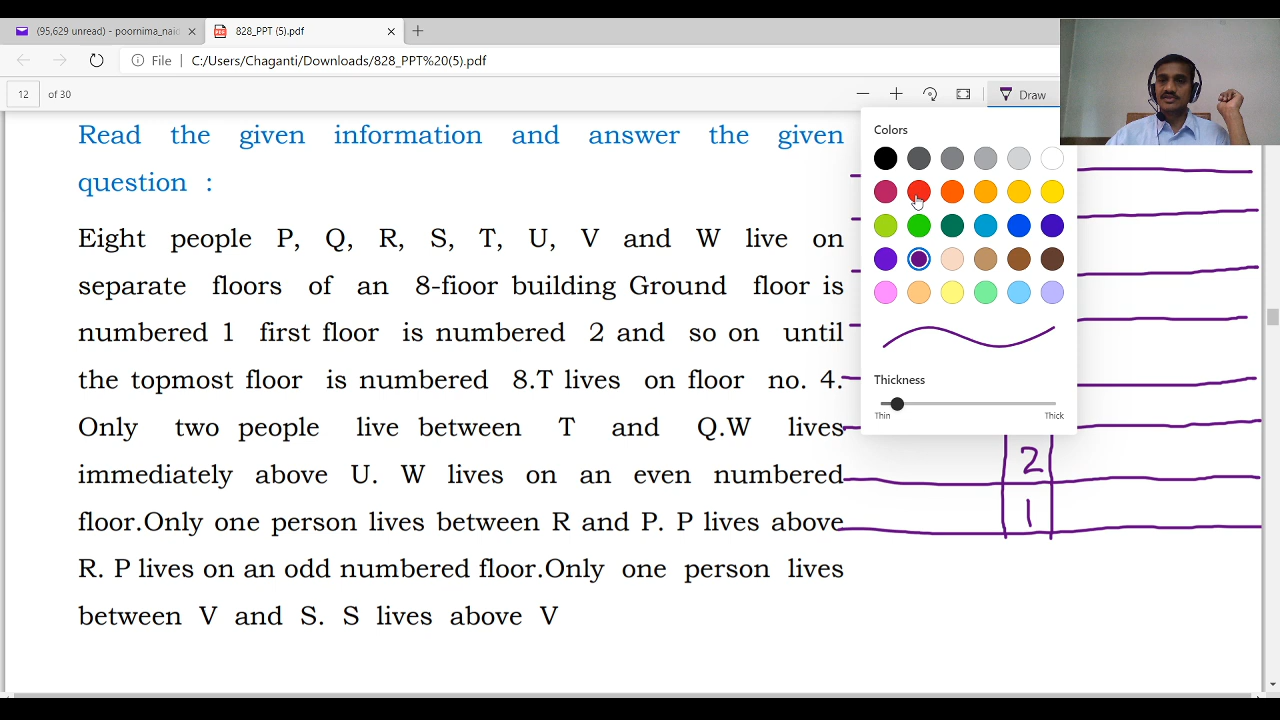 (95,629 unread) - poornima_naid
828_PPT (5).pdf
File | C:/Users/Chaganti/Downloads/828_PPT%20(5).pdf
12 of 30
Draw
Read the given information and answer the given
question :
Eight people P, Q, R, S, T, U, V and W live on
separate floors of an 8-fioor building Ground floor is
numbered 1 first floor is numbered 2 and so on until
the topmost floor is numbered 8.T lives on floor no. 4.
Only two people live between T and Q.W lives
immediately above U. W lives on an even numbered
floor.Only one person lives between R and P. P lives above
R. P lives on an odd numbered floor.Only one person lives
between V and S. S lives above V
Colors
Thickness
Thin Thick
2
1